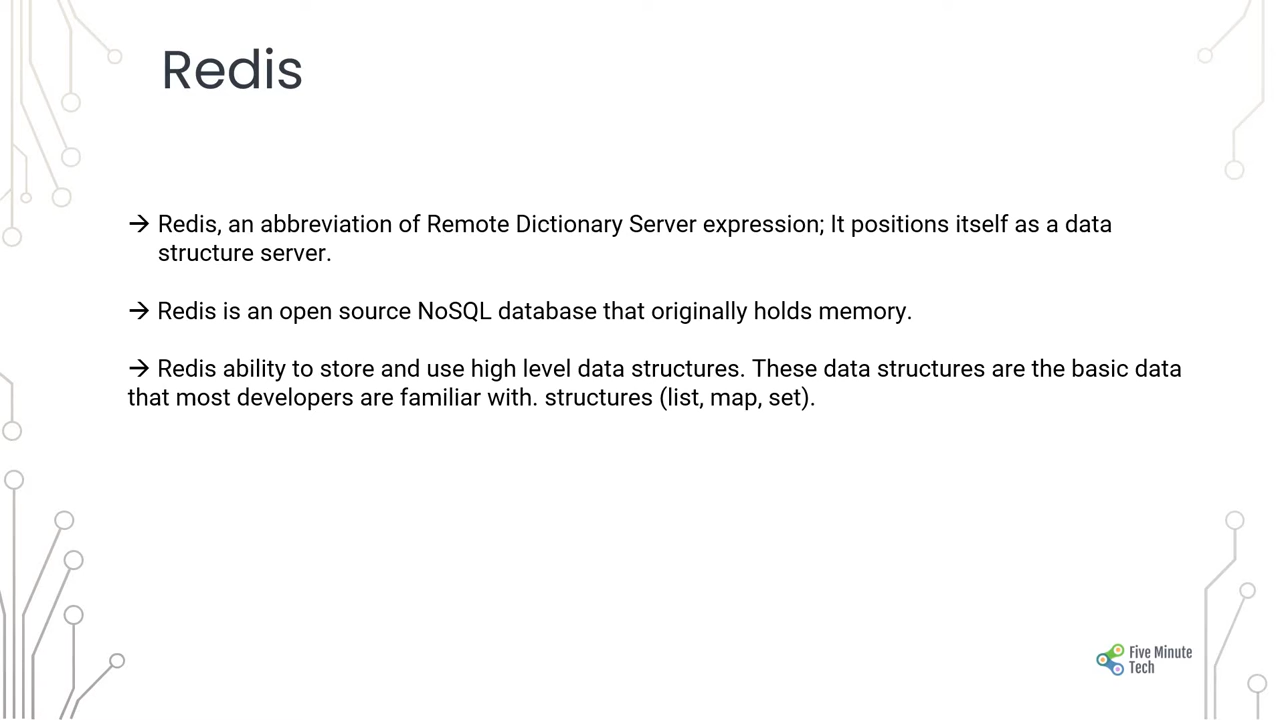 Redis
→ Redis, an abbreviation of Remote Dictionary Server expression; It positions itself as a data
structure server.
→ Redis is an open source NoSQL database that originally holds memory.
→ Redis ability to store and use high level data structures. These data structures are the basic data
that most developers are familiar with. structures (list, map, set).
Five Minute
Tech